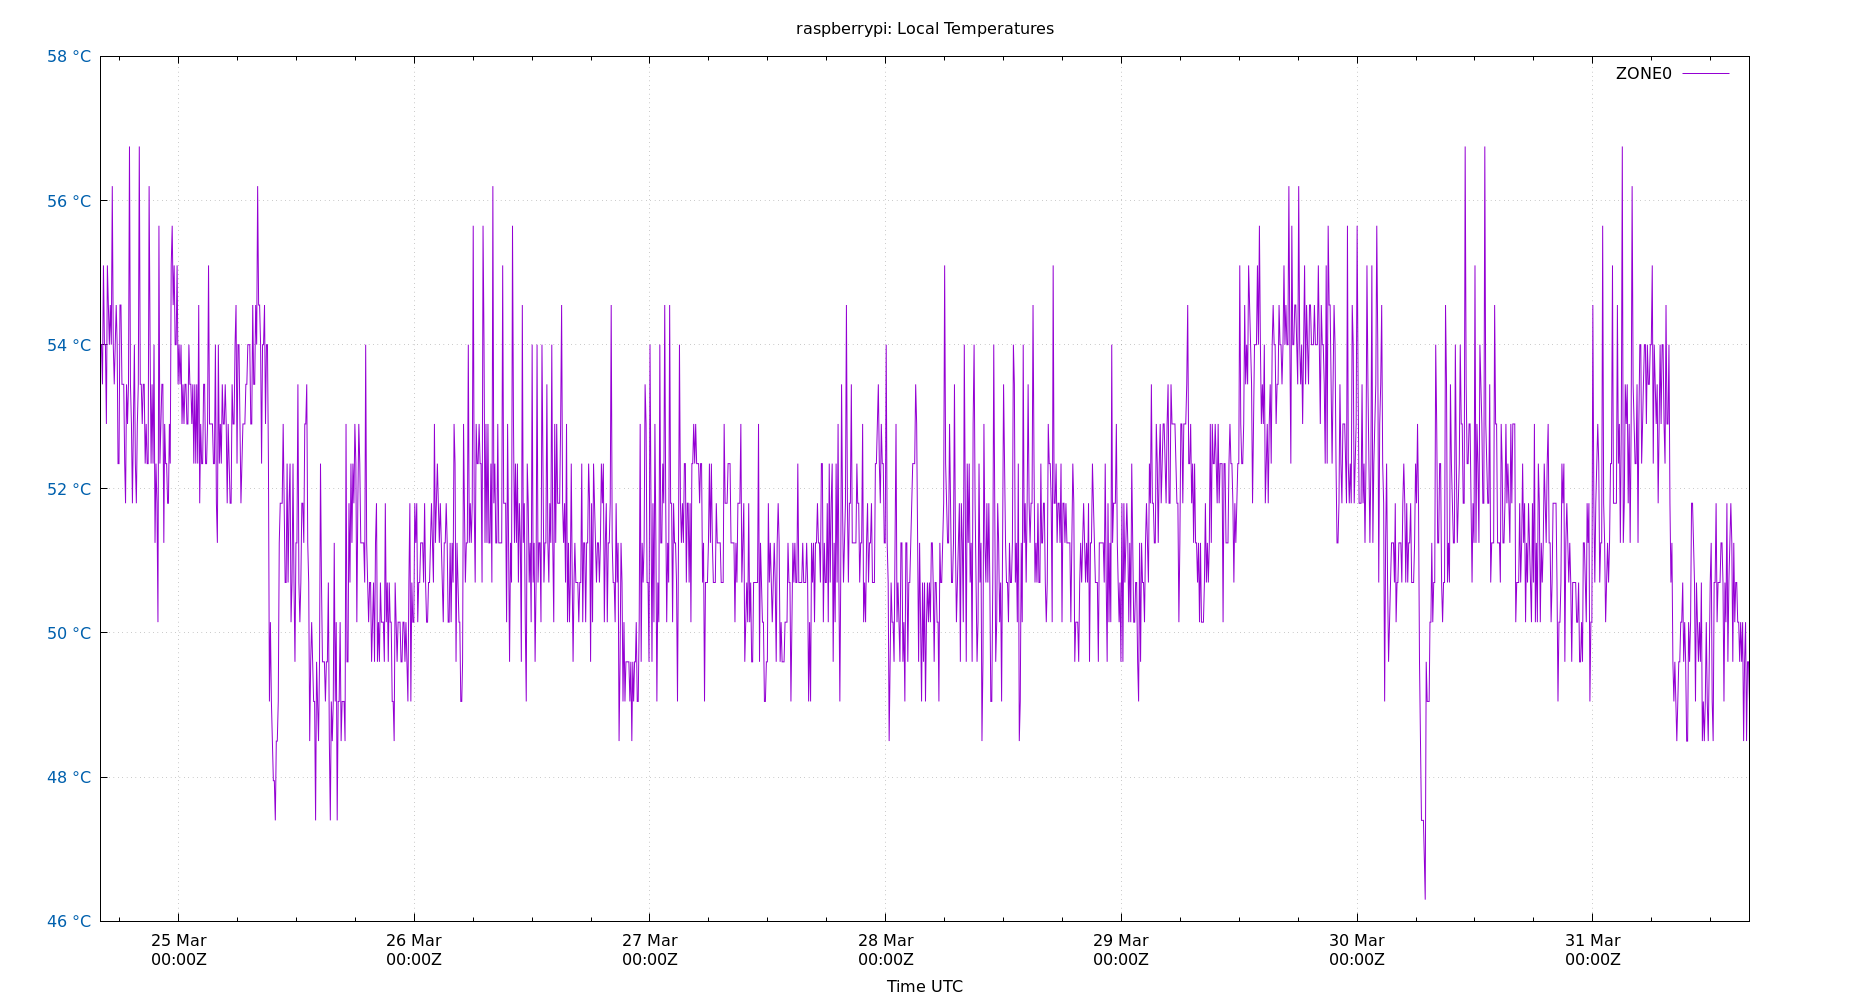 raspberrypi: Local Temperatures
58 °C
ZONE0
56 °C
54 °C
52 °C
50 °C
48 °C
46 °C
25 Mar 26 Mar 27 Mar 28 Mar 29 Mar 30 Mar 31 Mar
00:00Z 00:00Z 00:00Z 00:00Z 00:00Z 00:00Z 00:00Z
Time UTC